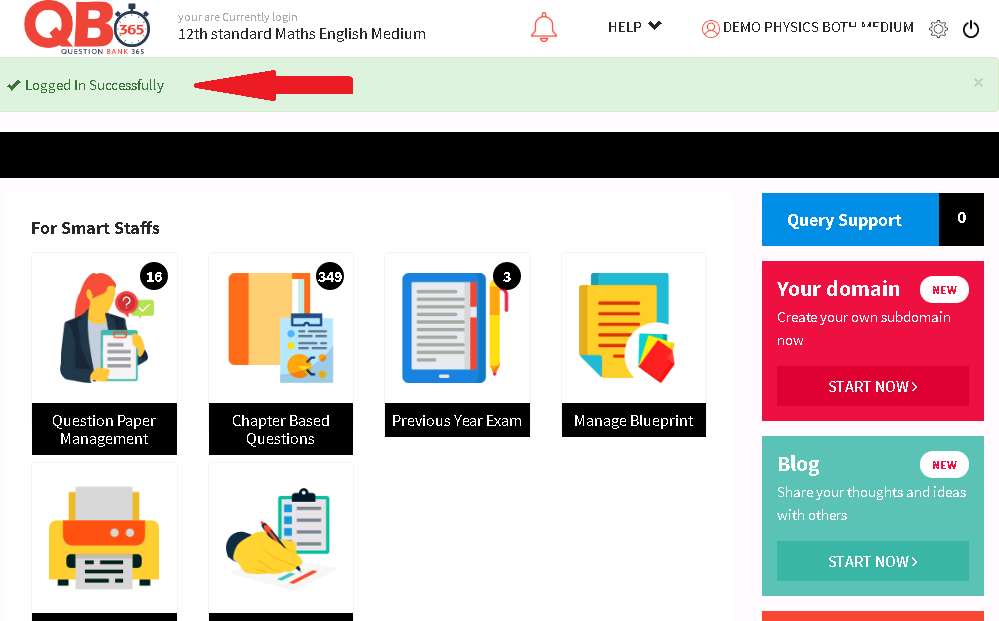 QB
365
QUESTION BANK 365
your are Currently login
12th standard Maths English Medium
HELP
DEMO PHYSICS BOTH MEDIUM
Logged In Successfully
×
Query Support
0
For Smart Staffs
16
349
3
Question Paper
Management
Chapter Based
Questions
Previous Year Exam
Manage Blueprint
Your domain
NEW
Create your own subdomain
now
START NOW
Blog
NEW
Share your thoughts and ideas
with others
START NOW